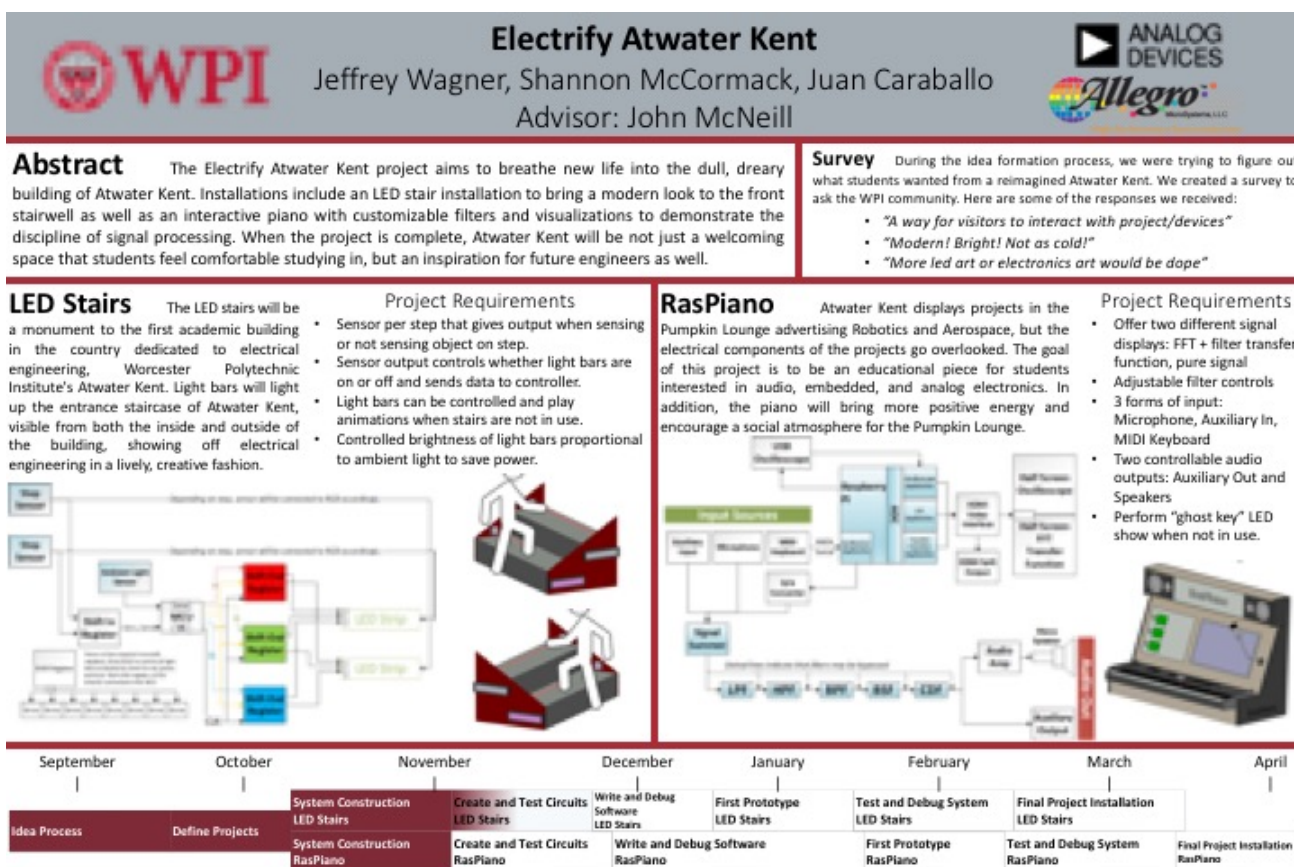 WPI
Electrify Atwater Kent
Jeffrey Wagner, Shannon McCormack, Juan Caraballo
Advisor: John McNeill
ANALOG
DEVICES
Allegro
Abstract The Electrify Atwater Kent project aims to breathe new life into the dull, dreary
building of Atwater Kent. Installations include an LED stair installation to bring a modern look to the front
stairwell as well as an interactive piano with customizable filters and visualizations to demonstrate the
discipline of signal processing. When the project is complete, Atwater Kent will be not just a welcoming
space that students feel comfortable studying in, but an inspiration for future engineers as well.
Survey During the idea formation process, we were trying to figure out
what students wanted from a reimagined Atwater Kent. We created a survey to
ask the WPI community. Here are some of the responses we received:
• "A way for visitors to interact with project/devices"
• "Modern! Bright! Not as cold!"
• "More led art or electronics art would be dope"
LED Stairs The LED stairs will be
a monument to the first academic building
in the country dedicated to electrical
engineering, Worcester Polytechnic
Institute's Atwater Kent. Light bars will light
up the entrance staircase of Atwater Kent,
visible from both the inside and outside of
the building, showing off electrical
engineering in a lively, creative fashion.
Project Requirements
• Sensor per step that gives output when sensing
or not sensing object on step.
• Sensor output controls whether light bars are
on or off and sends data to controller.
• Light bars can be controlled and play
animations when stairs are not in use.
• Controlled brightness of light bars proportional
to ambient light to save power.
Step
Sensor
Step
Sensor
Shift-Out
Register
Shift-Out
Register
Shift-Out
Register
LED Strip
LED Strip
RasPiano Atwater Kent displays projects in the
Pumpkin Lounge advertising Robotics and Aerospace, but the
electrical components of the projects go overlooked. The goal
of this project is to be an educational piece for students
interested in audio, embedded, and analog electronics. In
addition, the piano will bring more positive energy and
encourage a social atmosphere for the Pumpkin Lounge.
Project Requirements
• Offer two different signal
displays: FFT + filter transfer
function, pure signal
• Adjustable filter controls
• 3 forms of input:
Microphone, Auxiliary In,
MIDI Keyboard
• Two controllable audio
outputs: Auxiliary Out and
Speakers
• Perform "ghost key" LED
show when not in use.
Input Sources
Signal
Summer
LPF
HPF
BPF
BSF
Audio
Amp
Auxiliary
Output
Audio Out
September
October
November
December
January
February
March
April
Idea Process
Define Projects
System Construction
LED Stairs
Create and Test Circuits
LED Stairs
Write and Debug
Software
LED Stairs
First Prototype
LED Stairs
Test and Debug System
LED Stairs
Final Project Installation
LED Stairs
System Construction
RasPiano
Create and Test Circuits
RasPiano
Write and Debug Software
RasPiano
First Prototype
RasPiano
Test and Debug System
RasPiano
Final Project Installation
RasPiano